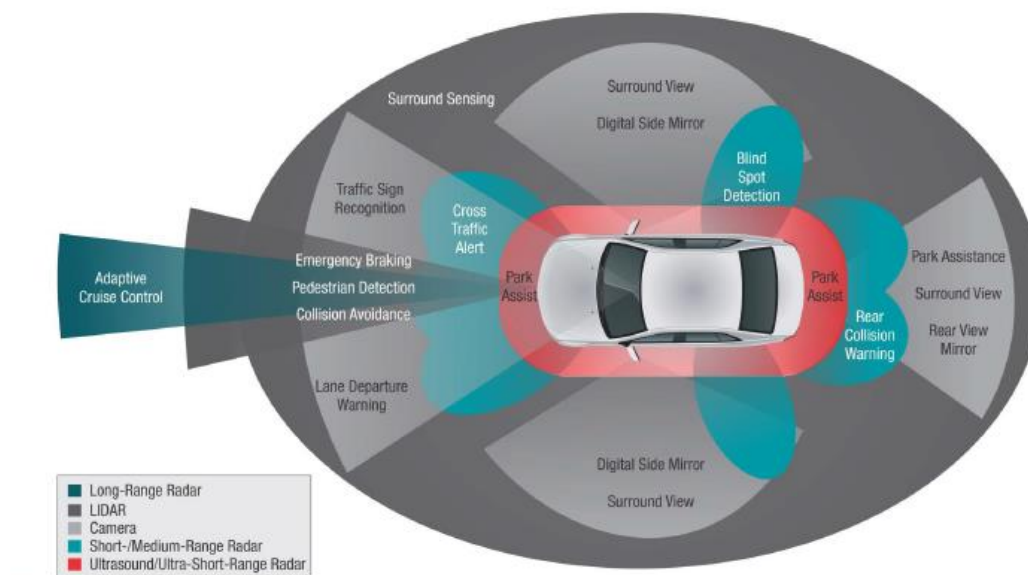 Surround Sensing
Surround View
Digital Side Mirror
Blind
Spot
Detection
Traffic Sign
Recognition
Cross
Traffic
Alert
Adaptive
Cruise Control
Emergency Braking
Pedestrian Detection
Collision Avoidance
Park
Assist
Park
Assist
Park Assistance
Surround View
Rear View
Mirror
Rear
Collision
Warning
Lane Departure
Warning
Digital Side Mirror
Surround View
Long-Range Radar
LIDAR
Camera
Short-/Medium-Range Radar
Ultrasound/Ultra-Short-Range Radar